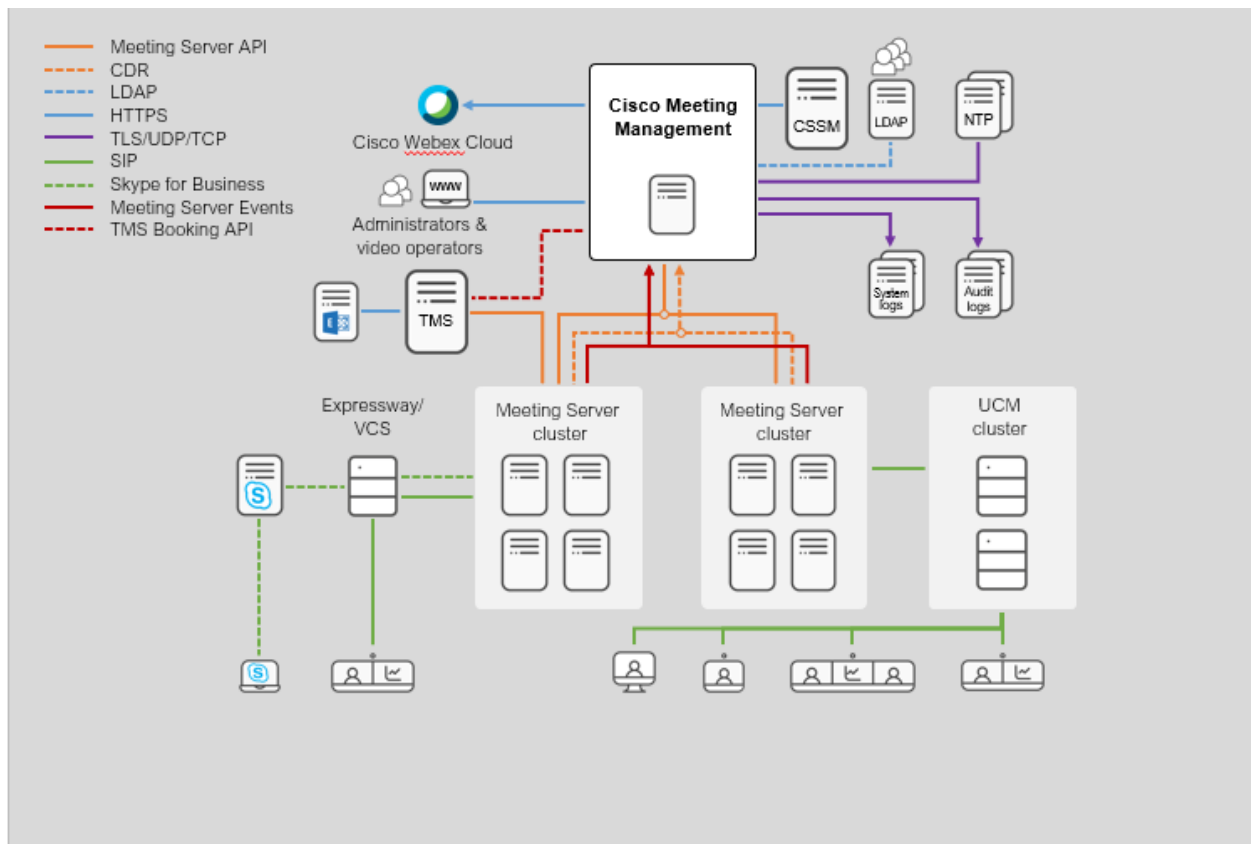 Meeting Server API
CDR
LDAP
HTTPS
TLS/UDP/TCP
SIP
Skype for Business
Meeting Server Events
TMS Booking API
Cisco Webex Cloud
www
Administrators &
video operators
Cisco Meeting
Management
CSSM
LDAP
NTP
System
logs
Audit
logs
E
TMS
Expressway/
VCS
Meeting Server
cluster
Meeting Server
cluster
UCM
cluster
S
S